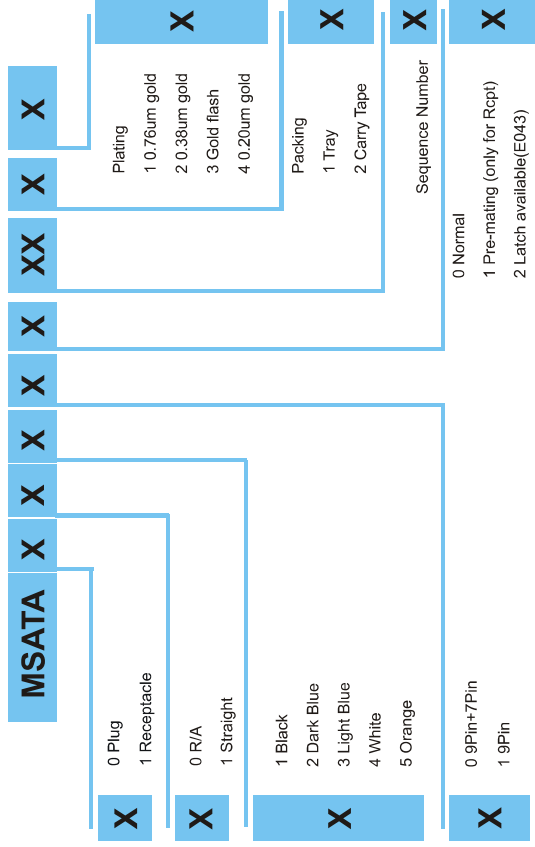 MSATA X X X X X XX X X
X
0 Plug
1 Receptacle
X
0 R/A
1 Straight
X
1 Black
2 Dark Blue
3 Light Blue
4 White
5 Orange
X
0 9Pin+7Pin
1 9Pin
X
Plating
1 0.76um gold
2 0.38um gold
3 Gold flash
4 0.20um gold
X
Packing
1 Tray
2 Carry Tape
X
Sequence Number
X
0 Normal
1 Pre-mating (only for Rcpt)
2 Latch available(E043)